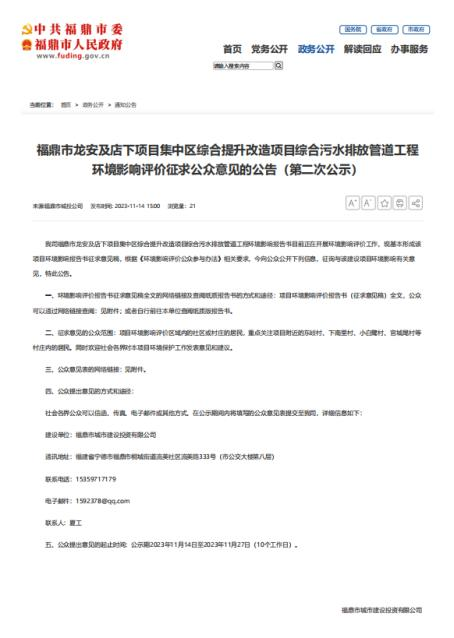 中共福鼎市委
福鼎市人民政府
www.fuding.gov.cn
国务院 省政府 市政府
首页 党务公开 政务公开 解读回应 办事服务
请输入搜索内容
当前位置： 首页 > 政务公开 > 通知公告
福鼎市龙安及店下项目集中区综合提升改造项目综合污水排放管道工程
环境影响评价征求公众意见的公告（第二次公示）
来源:福鼎市城投公司 发布时间: 2023-11-14 15:00 浏览量：21
A+ A-
我司福鼎市龙安及店下项目集中区综合提升改造项目综合污水排放管道工程环境影响报告书目前正在开展环境影响评价工作，现基本形成该
项目环境影响报告书征求意见稿，根据《环境影响评价公众参与办法》相关要求，今向公众公开下列信息，征询与该建设项目环境影响有关意
见，特此公告。
一、环境影响评价报告书征求意见稿全文的网络链接及查阅纸质报告书的方式和途径：项目环境影响评价报告书（征求意见稿）全文，公众
可以通过网络链接查阅：见附件；或者自行前往本单位查阅纸质版报告书。
二、征求意见的公众范围：项目环境影响评价区域内的社区或村庄的居民，重点关注项目附近的东岐村、下南里村、小白鹭村、官城尾村等
村庄内的居民。同时欢迎社会各界对本项目环境保护工作发表意见和建议。
三、公众意见表的网络链接：见附件。
四、公众提出意见的方式和途径：
社会各界公众可以信函、传真、电子邮件或其他方式，在公示期间内将填写的公众意见表提交至我司，详细信息如下：
建设单位：福鼎市城市建设投资有限公司
通讯地址：福建省宁德市福鼎市桐城街道流美社区流美路333号（市公交大楼第八层）
联系电话：15359717179
电子邮件：1592378@qq.com
联系人：夏工
五、公众提出意见的起止时间：公示期2023年11月14日至2023年11月27日（10个工作日）。
福鼎市城市建设投资有限公司